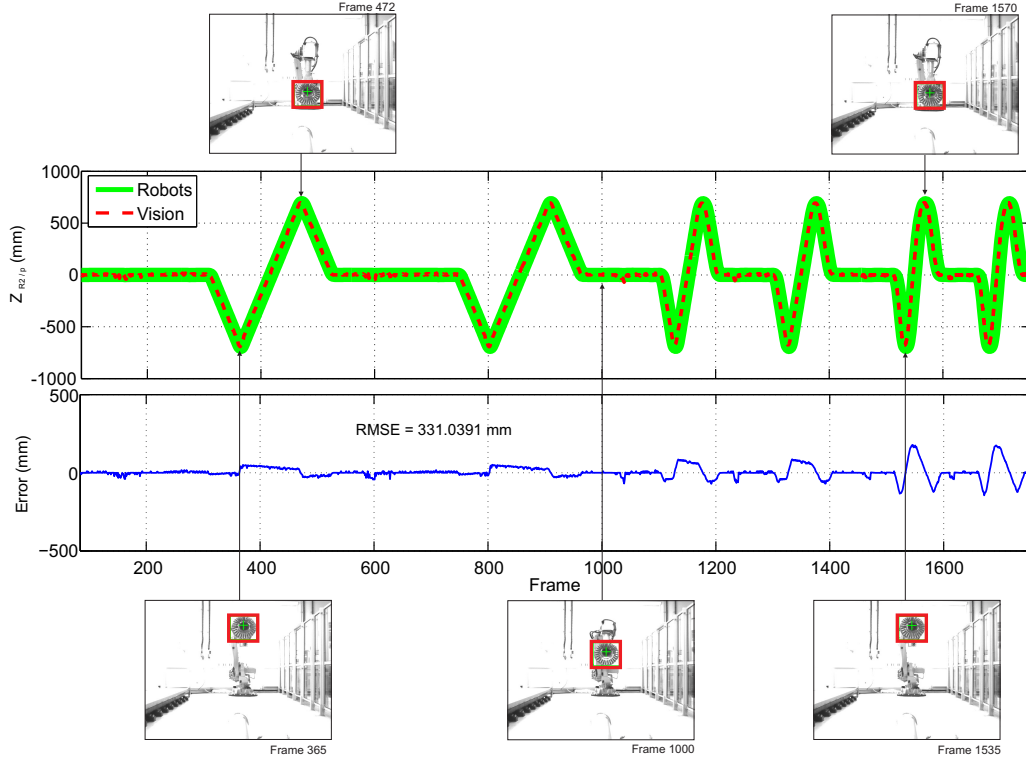 Frame 472
Frame 1570
1000
500
0
-500
-1000
Z R2/p (mm)
Robots
Vision
500
0
−500
Error (mm)
RMSE = 331.0391 mm
200
400
600
800
1000
1200
1400
1600
Frame
Frame 365
Frame 1000
Frame 1535